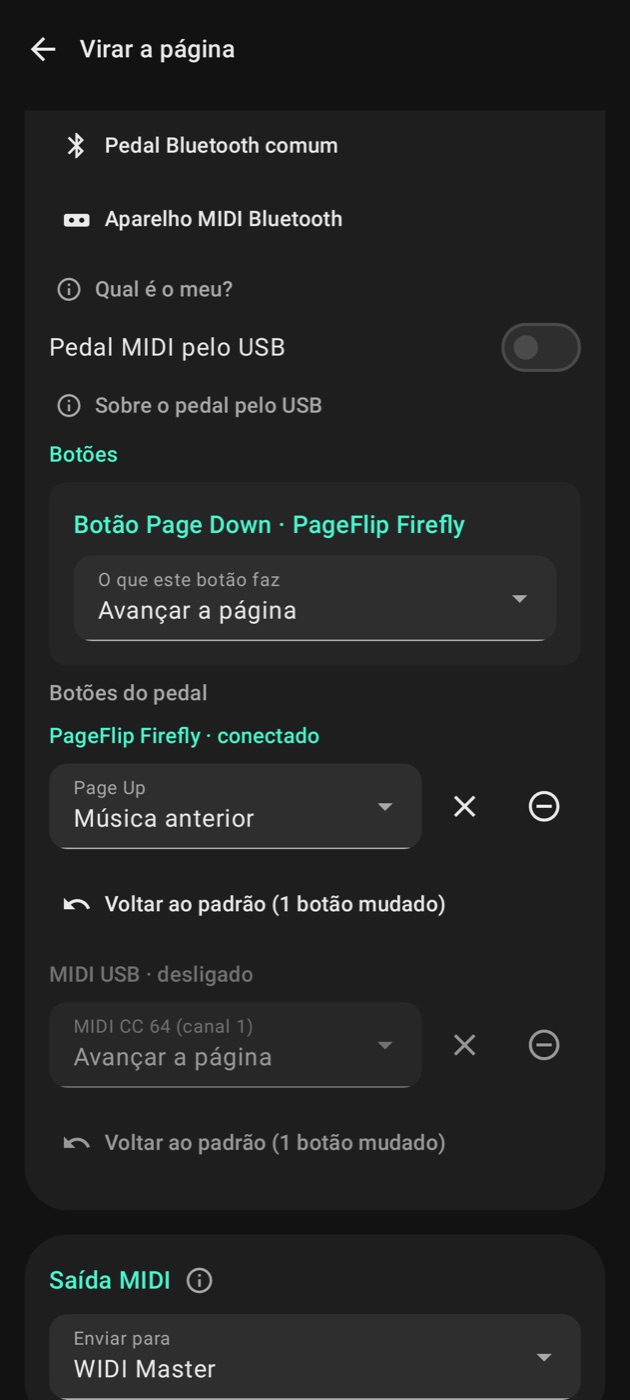 Virar a página
Pedal Bluetooth comum
Aparelho MIDI Bluetooth
Qual é o meu?
Pedal MIDI pelo USB
Sobre o pedal pelo USB
Botões
Botão Page Down · PageFlip Firefly
O que este botão faz
Avançar a página
Botões do pedal
PageFlip Firefly · conectado
Page Up
Música anterior
Voltar ao padrão (1 botão mudado)
MIDI USB · desligado
MIDI CC 64 (canal 1)
Avançar a página
Voltar ao padrão (1 botão mudado)
Saída MIDI
Enviar para
WIDI Master